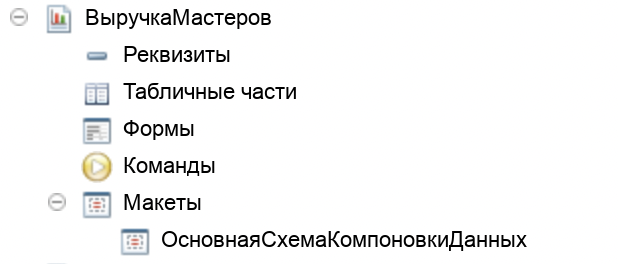 ВыручкаМастеров
Реквизиты
Табличные части
Формы
Команды
Макеты
ОсновнаяСхемаКомпоновкиДанных